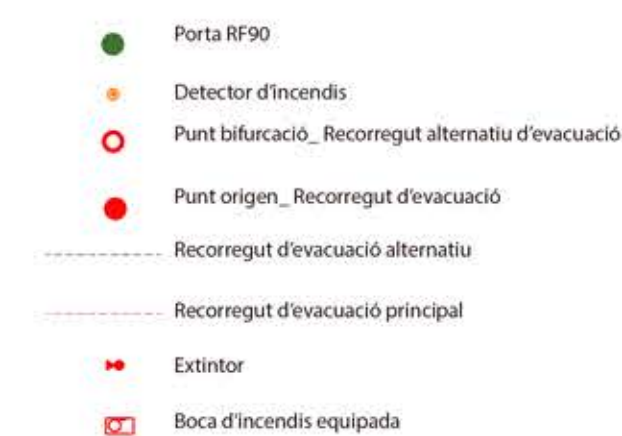 Porta RF90
Detector d'incendis
Punt bifurcació_ Recorregut alternatiu d'evacuació
Punt origen_ Recorregut d'evacuació
Recorregut d'evacuació alternatiu
Recorregut d'evacuació principal
Extintor
Boca d'incendis equipada